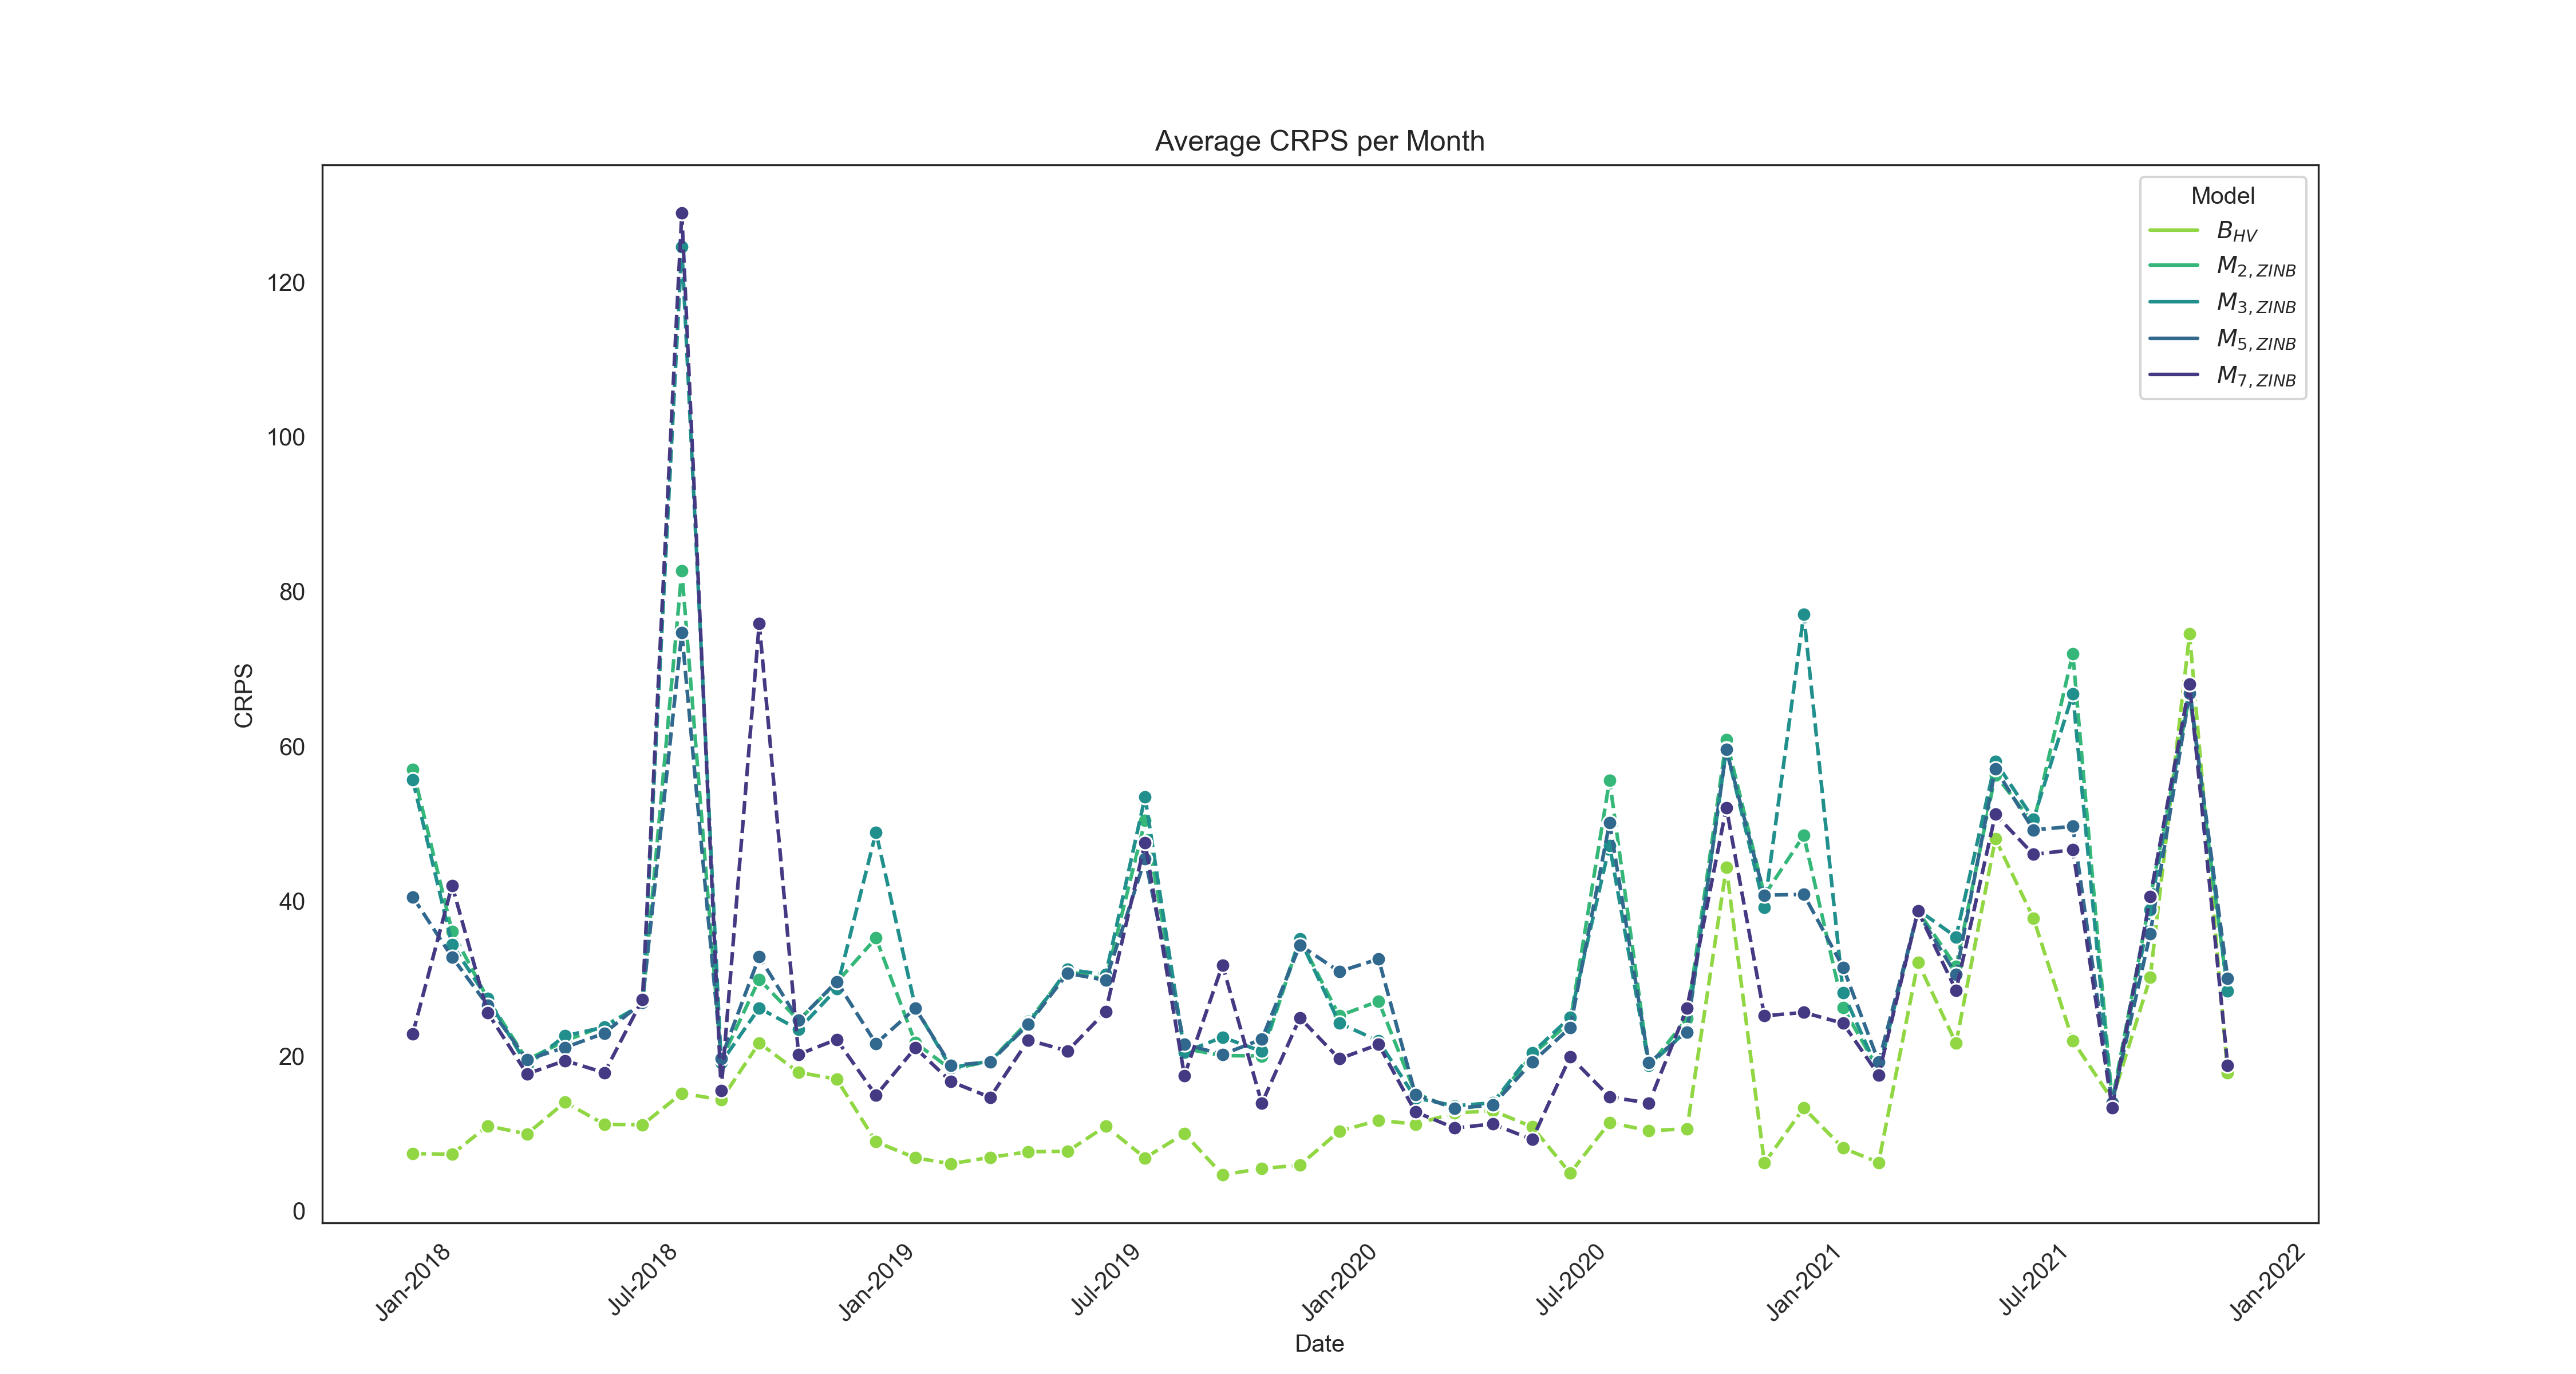 Average CRPS per Month
Model
B_HV
M_2,ZINB
M_3,ZINB
M_5,ZINB
M_7,ZINB
CRPS
120
100
80
60
40
20
0
Jan-2018
Jul-2018
Jan-2019
Jul-2019
Jan-2020
Jul-2020
Jan-2021
Jul-2021
Jan-2022
Date